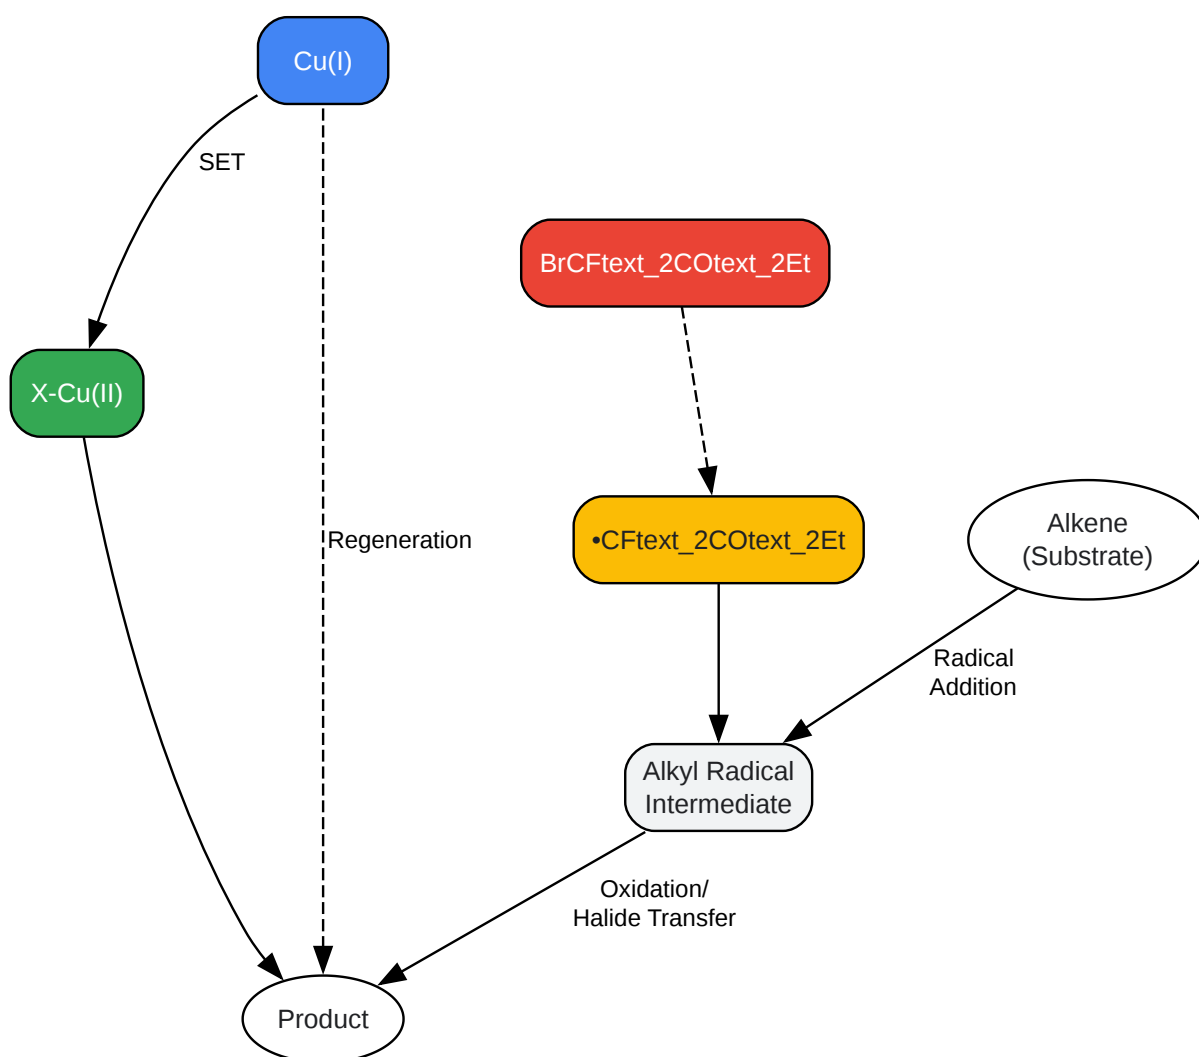 Cu(I)
SET
BrCFtext_2COtext_2Et
X-Cu(II)
Regeneration
•CFtext_2COtext_2Et
Alkene
(Substrate)
Radical
Addition
Alkyl Radical
Intermediate
Oxidation/
Halide Transfer
Product